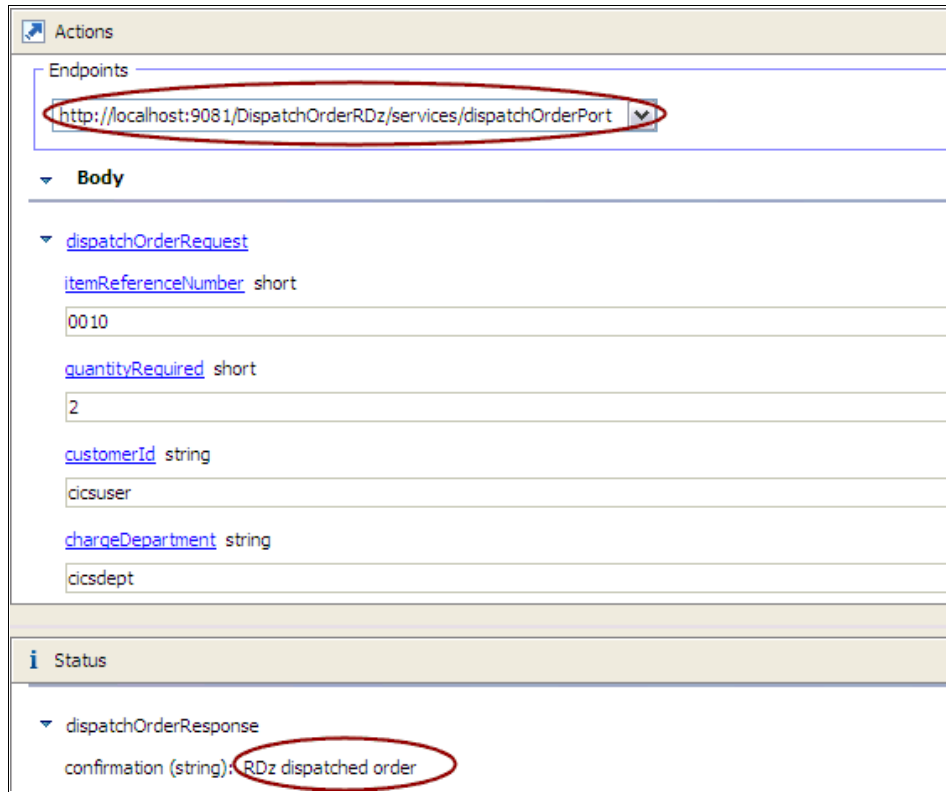 Actions
Endpoints
http://localhost:9081/DispatchOrderRDz/services/dispatchOrderPort
Body
dispatchOrderRequest
itemReferenceNumber short
0010
quantityRequired short
2
customerId string
cicsuser
chargeDepartment string
cicsdept
i Status
dispatchOrderResponse
confirmation (string): RDz dispatched order